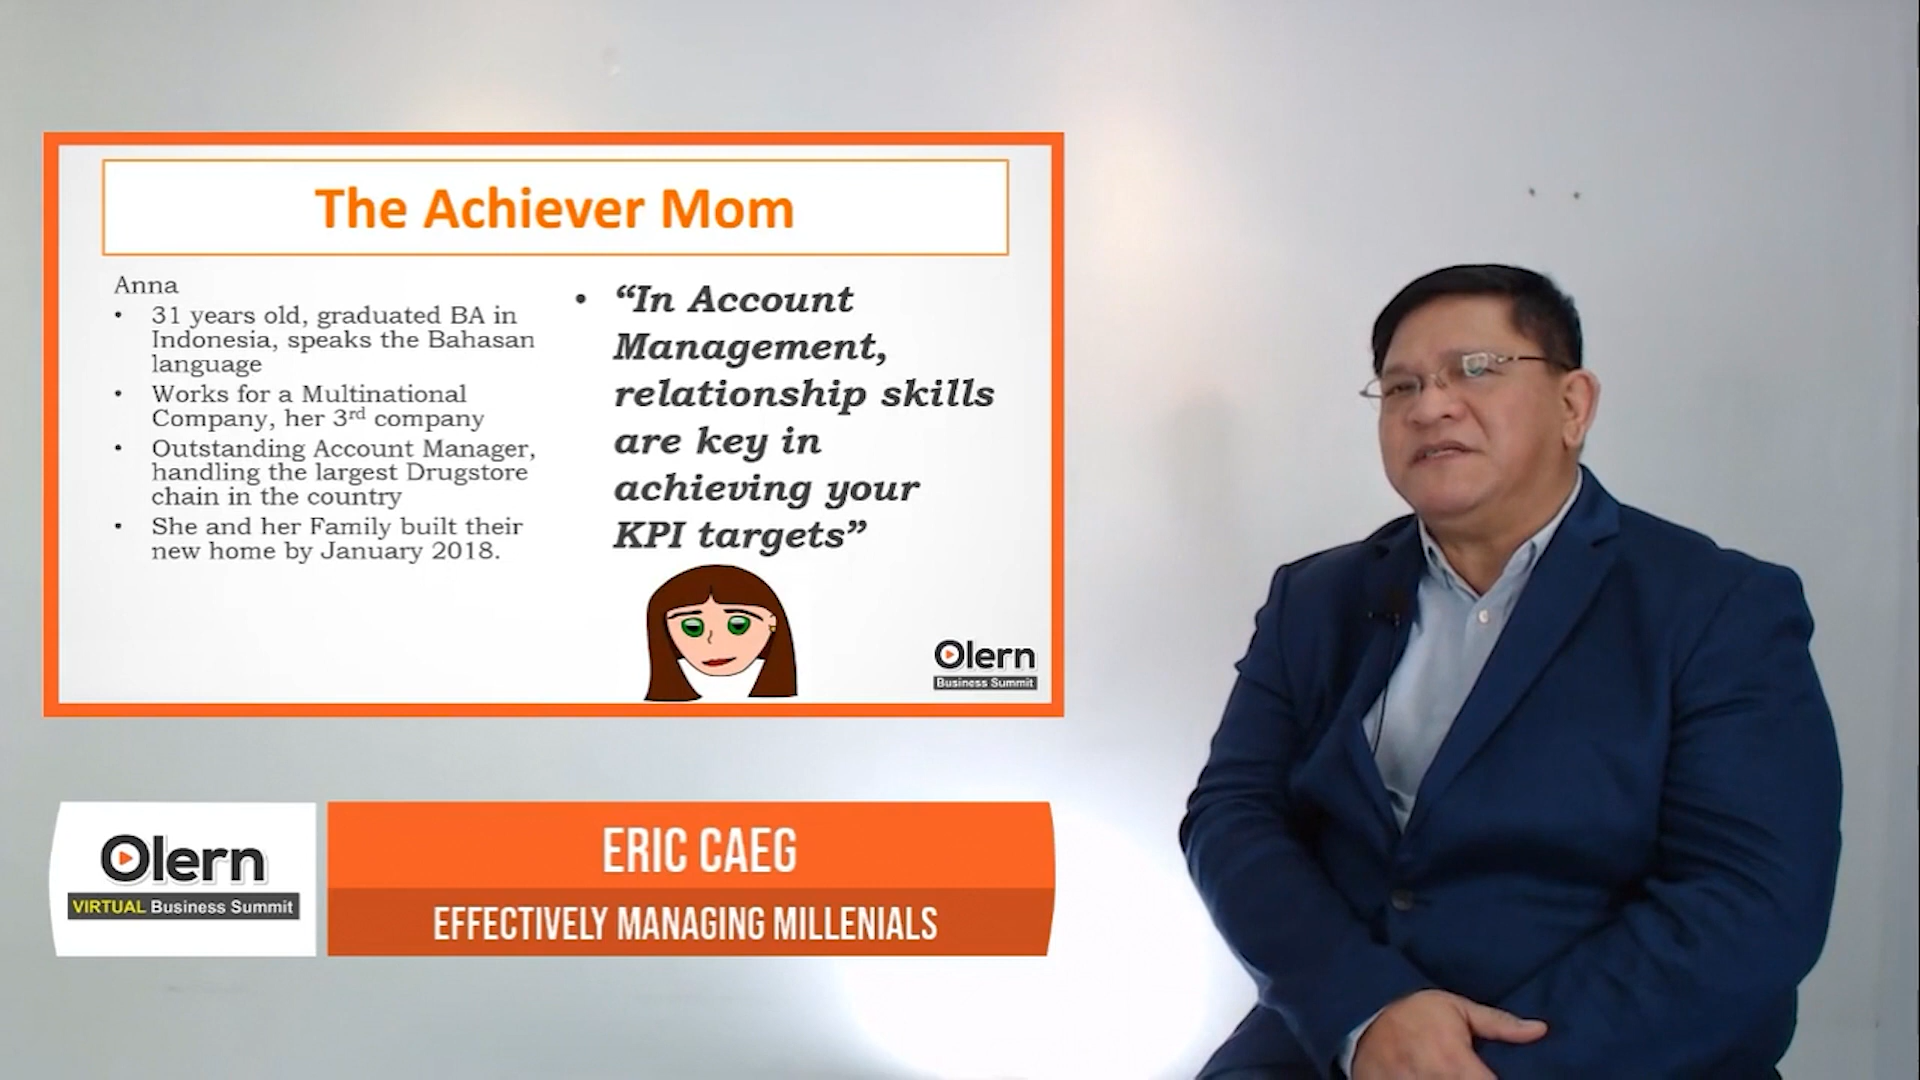 The Achiever Mom
Anna
• 31 years old, graduated BA in
Indonesia, speaks the Bahasan
language
• Works for a Multinational
Company, her 3rd company
• Outstanding Account Manager,
handling the largest Drugstore
chain in the country
• She and her Family built their
new home by January 2018.
• “In Account
Management,
relationship skills
are key in
achieving your
KPI targets”
Olern
Business Summit
Olern
VIRTUAL Business Summit
ERIC CAEG
EFFECTIVELY MANAGING MILLENIALS